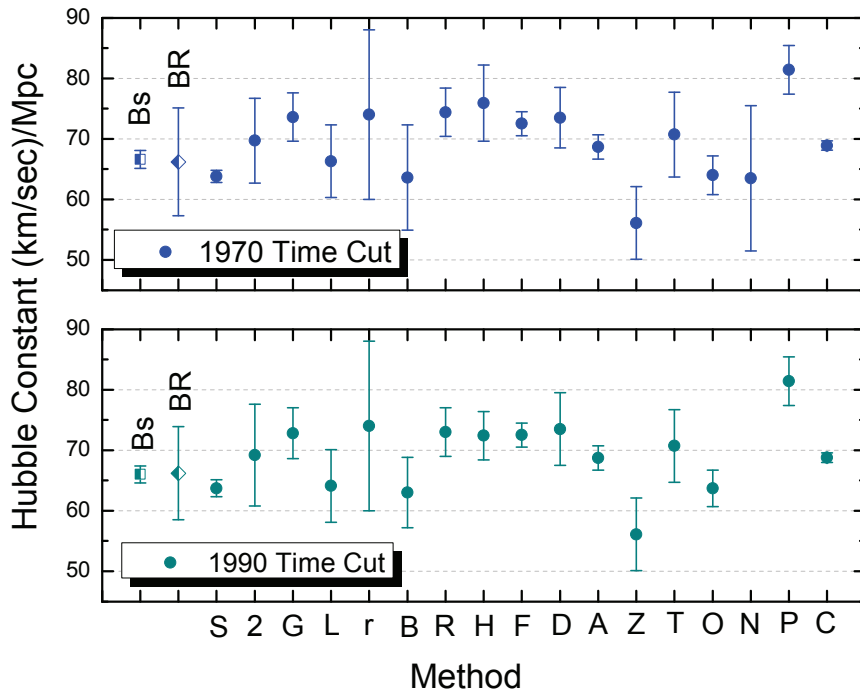 Hubble Constant (km/sec)/Mpc
90
80
70
60
50
Bs
BR
1970 Time Cut
90
80
70
60
50
Bs
BR
1990 Time Cut
S 2 G L r B R H F D A Z T O N P C
Method